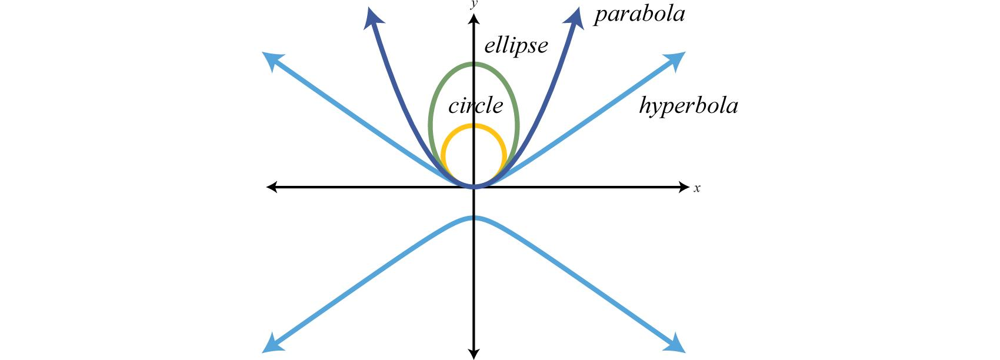 y
parabola
ellipse
circle
hyperbola
x